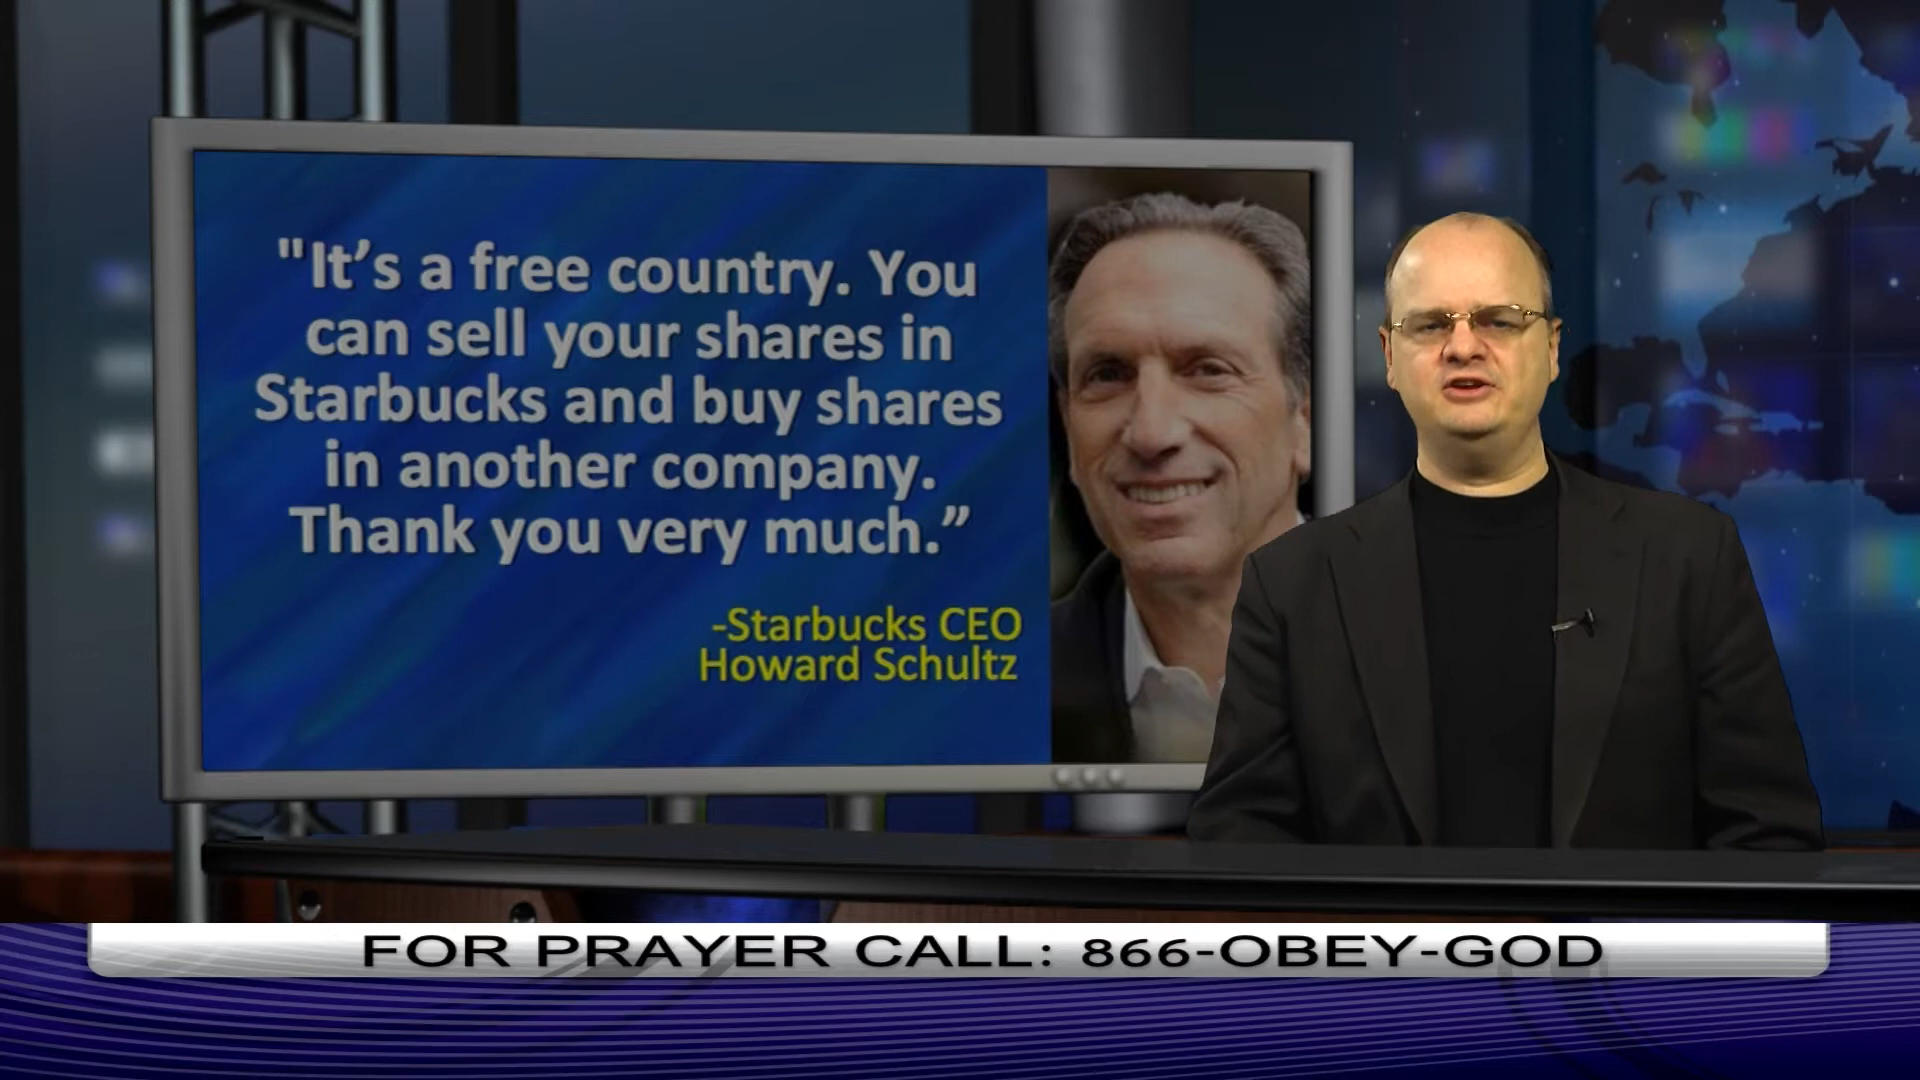 "It’s a free country. You
can sell your shares in
Starbucks and buy shares
in another company.
Thank you very much.”
-Starbucks CEO
Howard Schultz
FOR PRAYER CALL: 866-OBEY-GOD